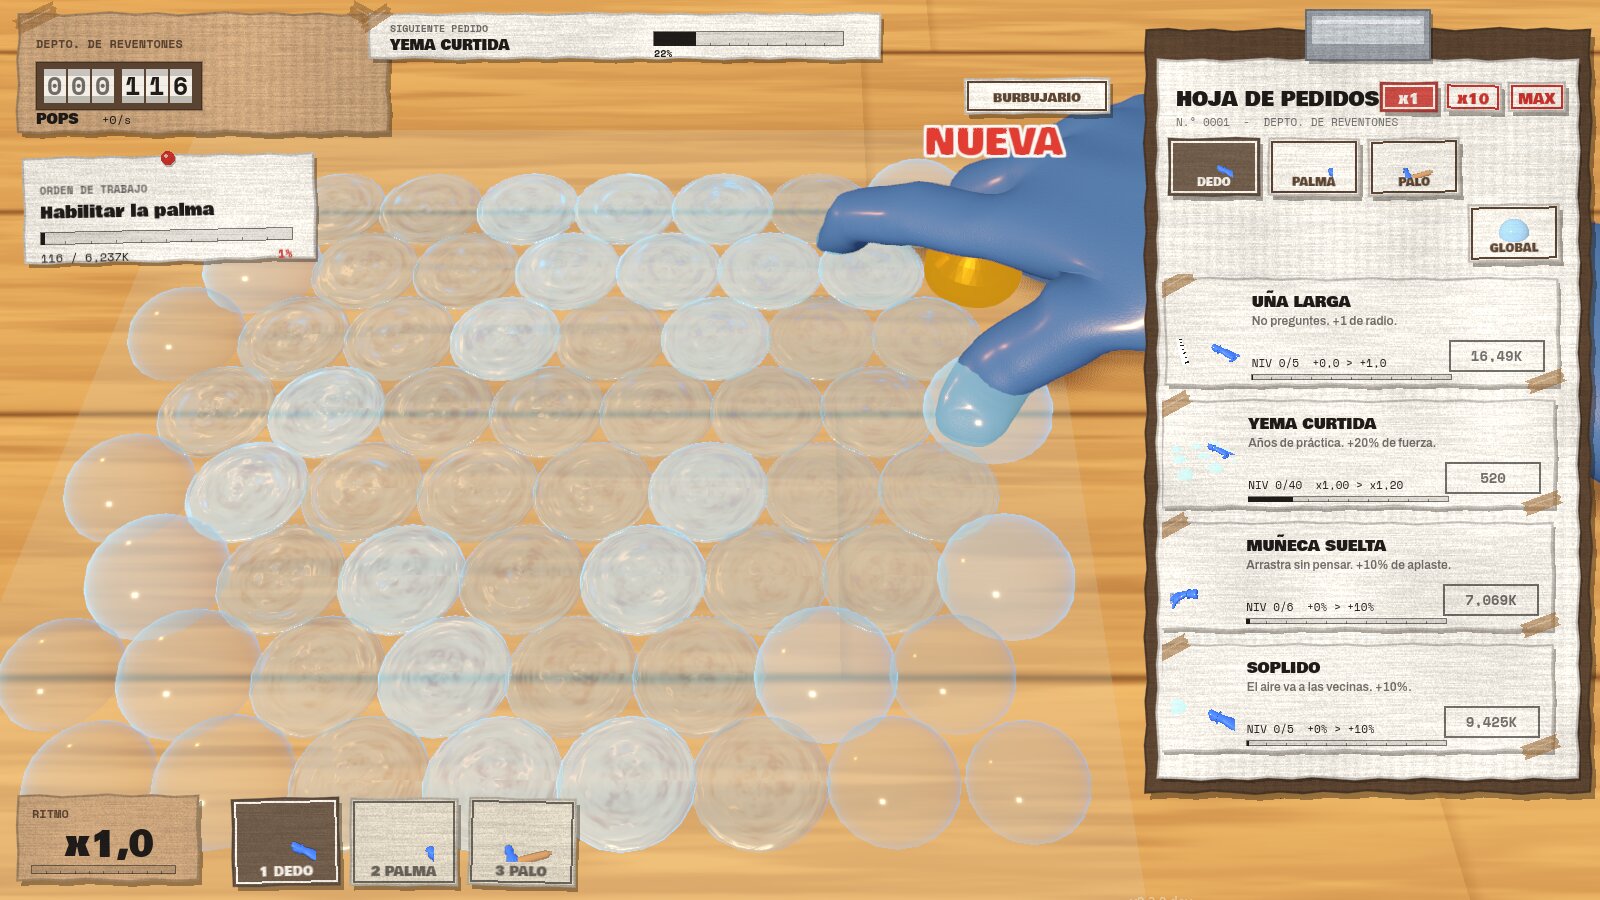 DEPTO. DE REVENTONES
000116
POPS +0/s
SIGUIENTE PEDIDO
YEMA CURTIDA
22%
BURBUJARIO
NUEVA
ORDEN DE TRABAJO
Habilitar la palma
116 / 6,237K 1%
HOJA DE PEDIDOS x1 x10 MAX
N.º 0001 - DEPTO. DE REVENTONES
DEDO PALMA PALO
GLOBAL
UÑA LARGA
No preguntes. +1 de radio.
NIV 0/5 +0,0 > +1,0 16,49K
YEMA CURTIDA
Años de práctica. +20% de fuerza.
NIV 0/40 x1,00 > x1,20 520
MUÑECA SUELTA
Arrastra sin pensar. +10% de aplaste.
NIV 0/6 +0% > +10% 7,069K
SOPLIDO
El aire va a las vecinas. +10%.
NIV 0/5 +0% > +10% 9,425K
RITMO
x1,0
1 DEDO 2 PALMA 3 PALO